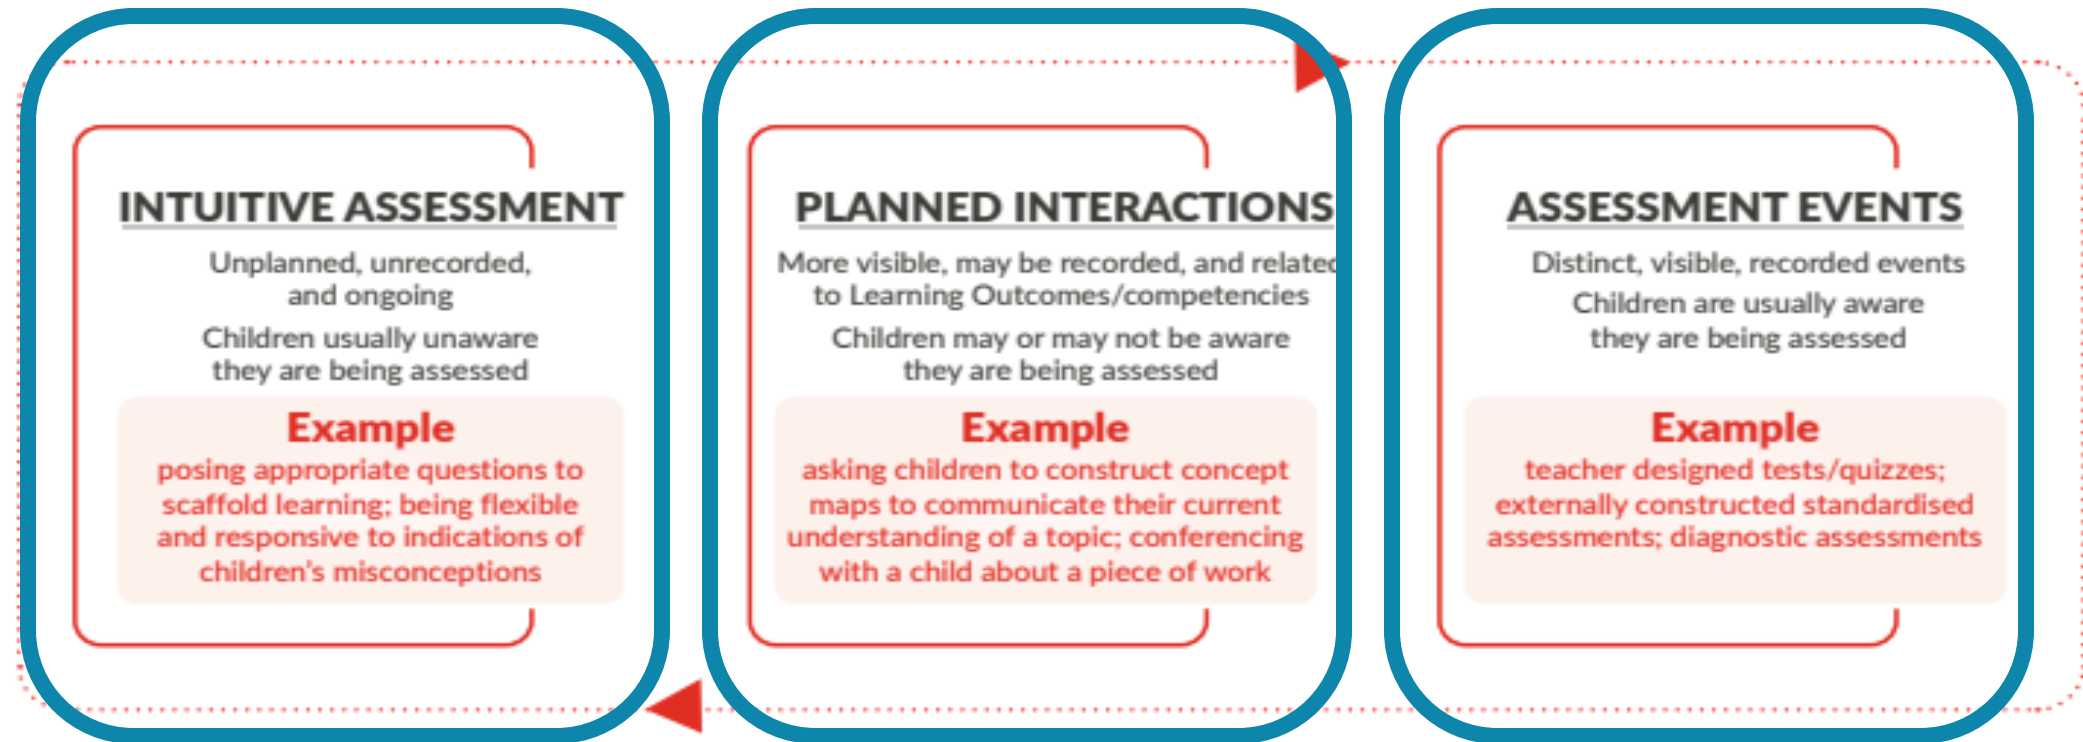 INTUITIVE ASSESSMENT
Unplanned, unrecorded,
and ongoing
Children usually unaware
they are being assessed
Example
posing appropriate questions to
scaffold learning; being flexible
and responsive to indications of
children's misconceptions
PLANNED INTERACTIONS
More visible, may be recorded, and related
to Learning Outcomes/competencies
Children may or may not be aware
they are being assessed
Example
asking children to construct concept
maps to communicate their current
understanding of a topic; conferencing
with a child about a piece of work
ASSESSMENT EVENTS
Distinct, visible, recorded events
Children are usually aware
they are being assessed
Example
teacher designed tests/quizzes;
externally constructed standardised
assessments; diagnostic assessments